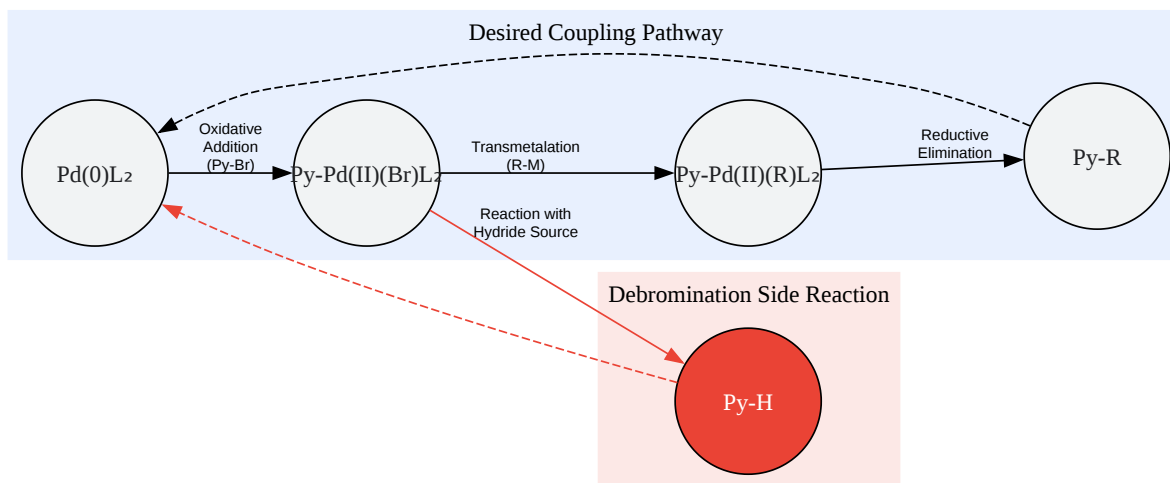 Desired Coupling Pathway
Pd(0)L₂
Oxidative
Addition
(Py-Br)
Py-Pd(II)(Br)L₂
Transmetalation
(R-M)
Py-Pd(II)(R)L₂
Reductive
Elimination
Py-R
Reaction with
Hydride Source
Debromination Side Reaction
Py-H